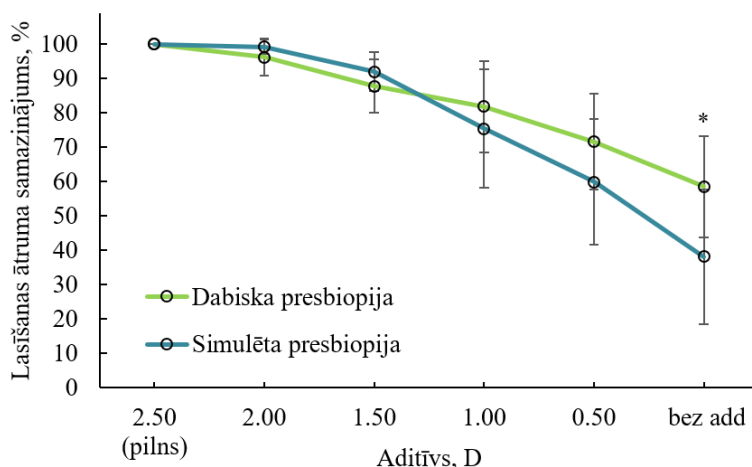 Lasīšanas ātruma samazinājums, %
100
90
80
70
60
50
40
30
20
10
0
*
Dabiska presbiopija
Simulēta presbiopija
2.50 2.00 1.50 1.00 0.50 bez add
(pilns)
Aditīvs, D